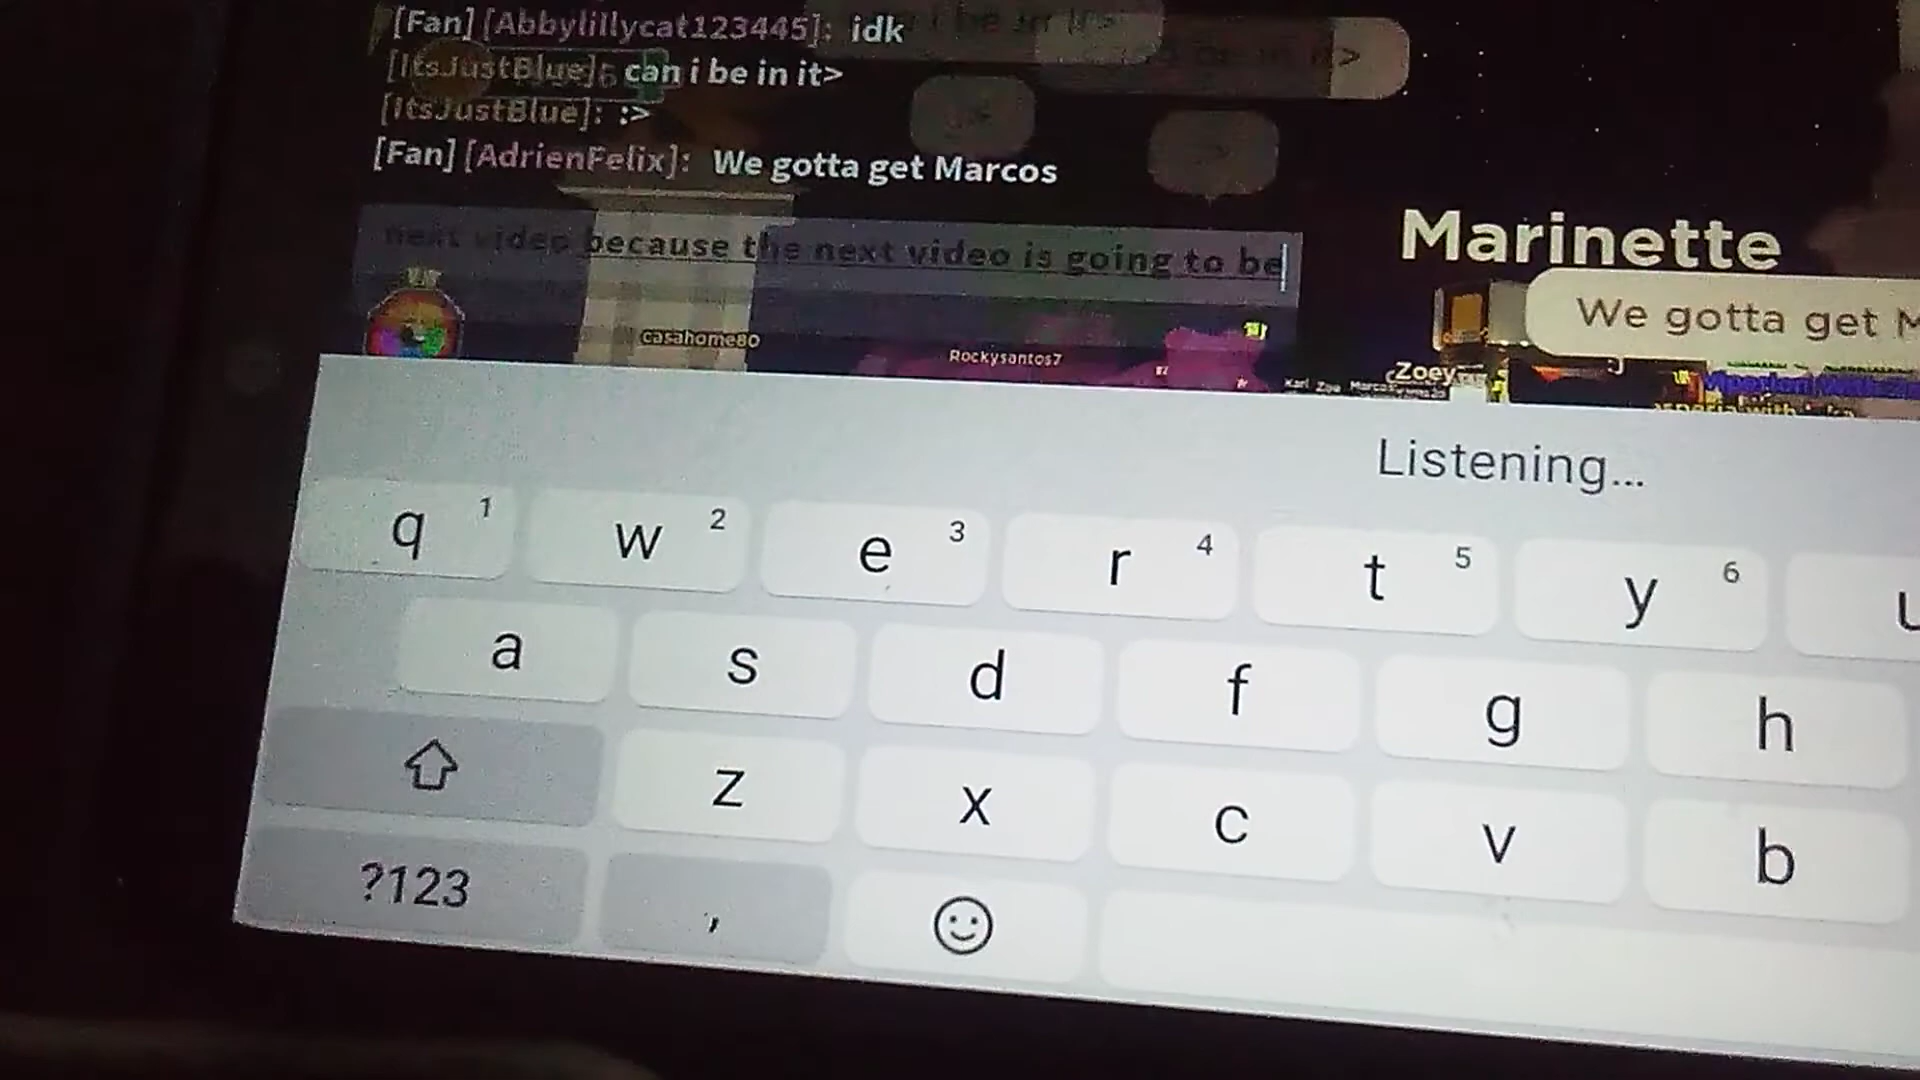 [Fan] [Abbylillycat123445]: idk
[ItsJustBlue]: can i be in it>
[ItsJustBlue]: :>
[Fan] [AdrienFelix]: We gotta get Marcos
next video because the next video is going to be
Marinette
We gotta get M
casahome80
Rockysantos7
Zoey
Listening...
q 1 w 2 e 3 r 4 t 5 y 6 u
a s d f g h
z x c v b
?123 ,